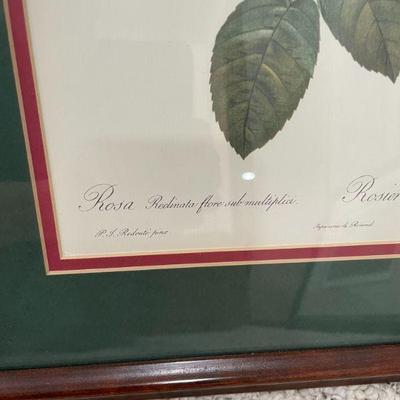 Rosa Redinata flore sub multiplici. Rosier
P. J. Redouté pinx. Imprimerie de Rémond